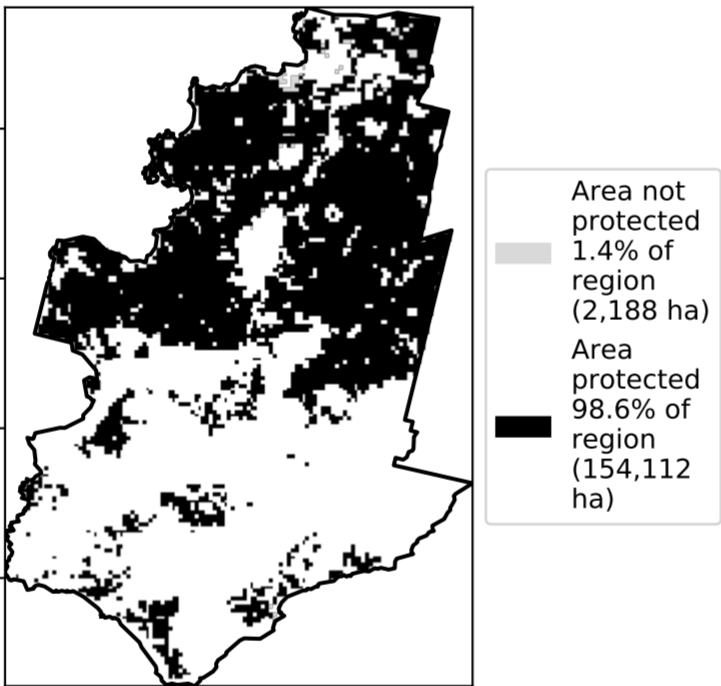 Area not
protected
1.4% of
region
(2,188 ha)
Area
protected
98.6% of
region
(154,112
ha)